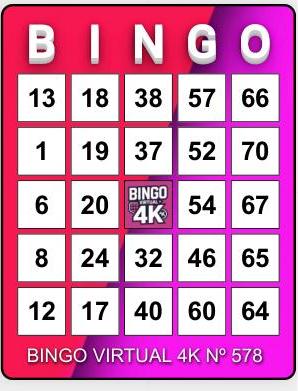 B I N G O
13 18 38 57 66
1 19 37 52 70
6 20 BINGO VIRTUAL 4K 54 67
8 24 32 46 65
12 17 40 60 64
BINGO VIRTUAL 4K Nº 578